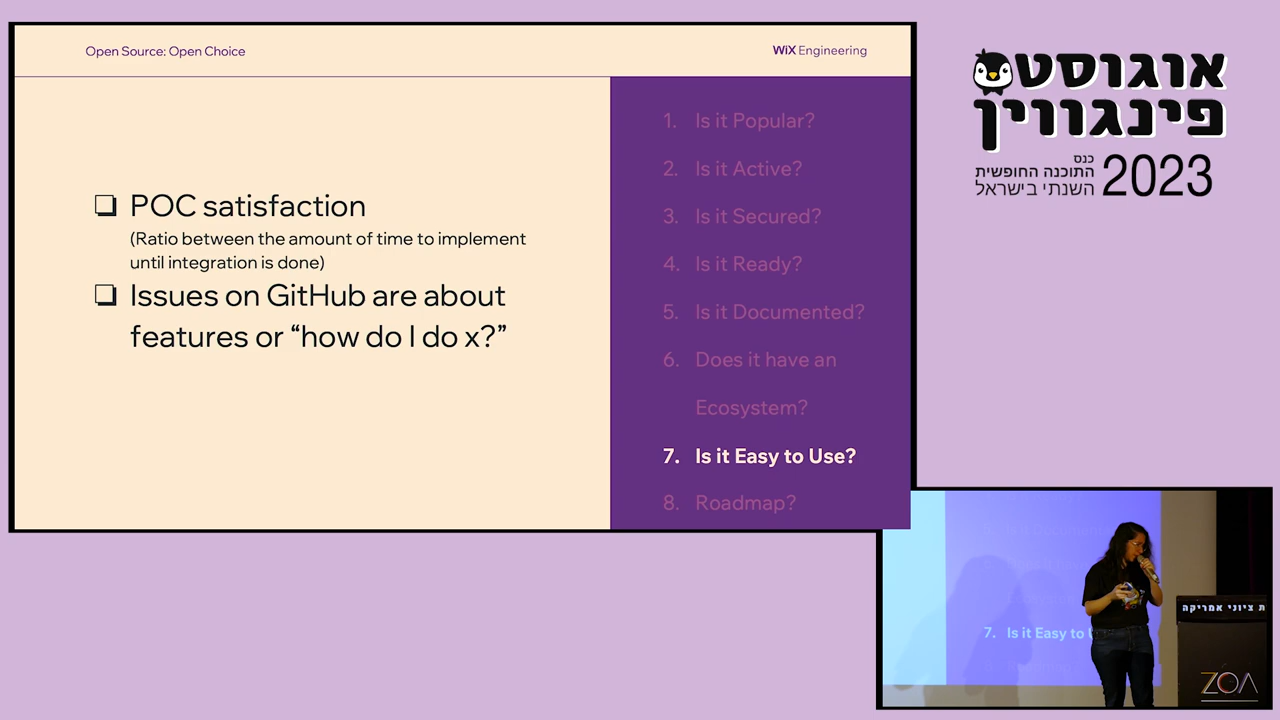 Open Source: Open Choice
WiX Engineering
❏ POC satisfaction
(Ratio between the amount of time to implement
until integration is done)
❏ Issues on GitHub are about
features or “how do I do x?”
1. Is it Popular?
2. Is it Active?
3. Is it Secured?
4. Is it Ready?
5. Is it Documented?
6. Does it have an
Ecosystem?
7. Is it Easy to Use?
8. Roadmap?
אוגוסט
פינגווין
כנס
התוכנה החופשית
השנתי בישראל
2023
7. Is it Easy to U
ת ציוני אמריקה
ZOA